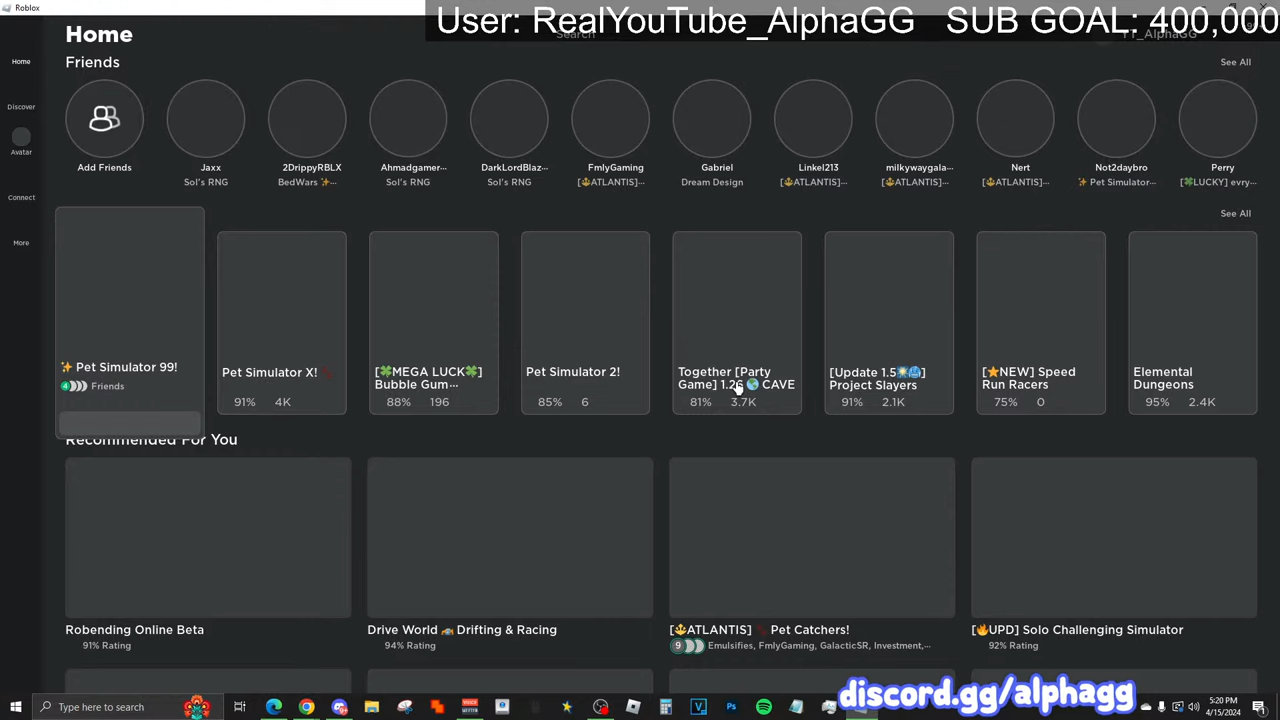 Roblox
User: RealYouTube_AlphaGG SUB GOAL: 400,000
Home
Search
YT_AlphaGG
Home
Discover
Avatar
Connect
More
Friends
See All
Add Friends
Jaxx
Sol's RNG
2DrippyRBLX
BedWars ✨...
Ahmadgamer...
Sol's RNG
DarkLordBlaz...
Sol's RNG
FmlyGaming
[🔱ATLANTIS]...
Gabriel
Dream Design
Linkel213
[🔱ATLANTIS]...
milkywaygala...
[🔱ATLANTIS]...
Nert
[🔱ATLANTIS]...
Not2daybro
✨ Pet Simulator...
Perry
[🍀LUCKY] evry...
See All
✨ Pet Simulator 99!
4 Friends
Pet Simulator X!
91% 4K
[🍀MEGA LUCK🍀]
Bubble Gum...
88% 196
Pet Simulator 2!
85% 6
Together [Party
Game] 1.26 🌎 CAVE
81% 3.7K
[Update 1.5]
Project Slayers
91% 2.1K
[⭐NEW] Speed
Run Racers
75% 0
Elemental
Dungeons
95% 2.4K
Recommended For You
Robending Online Beta
91% Rating
Drive World 🚓 Drifting & Racing
94% Rating
[🔱ATLANTIS] Pet Catchers!
9 Emulsifies, FmlyGaming, GalacticSR, Investment,...
[🔥UPD] Solo Challenging Simulator
92% Rating
discord.gg/alphagg
Type here to search
5:20 PM
4/15/2024